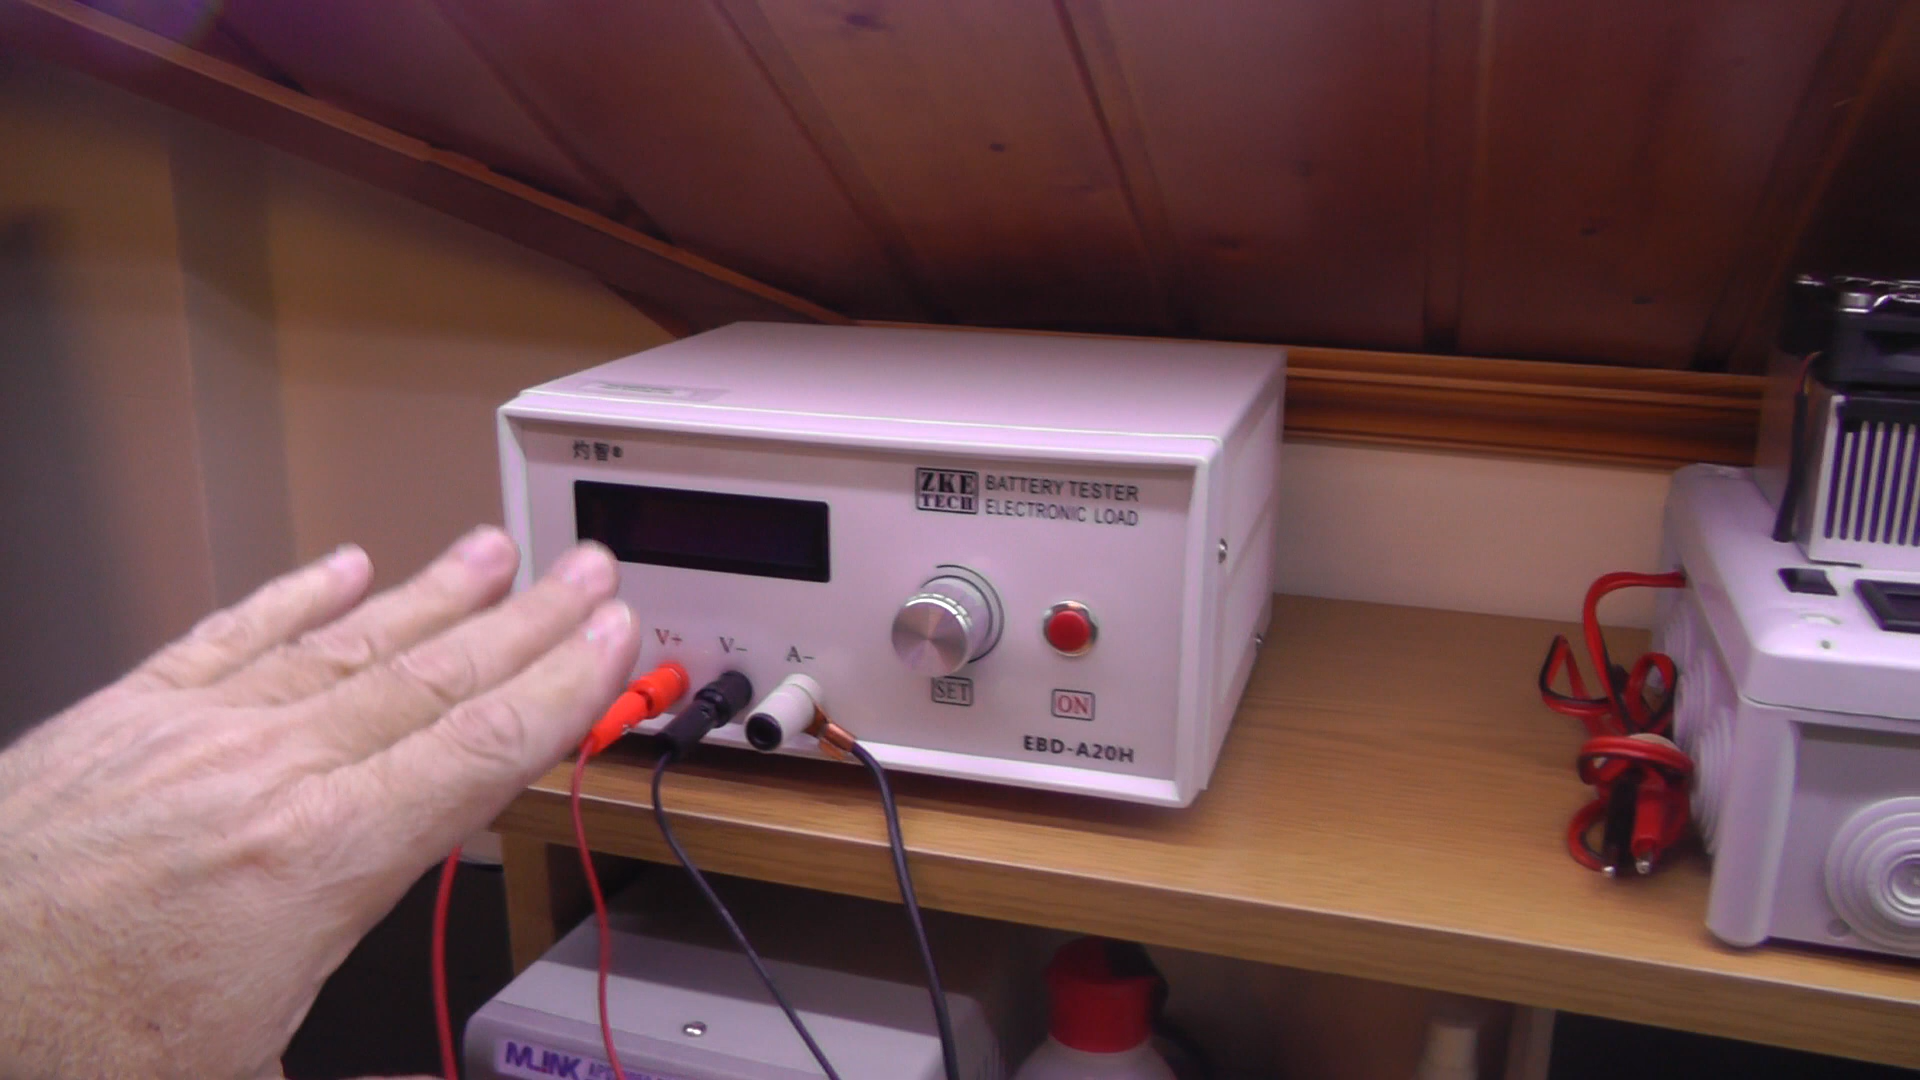 灼智®
ZKE
TECH
BATTERY TESTER
ELECTRONIC LOAD
V+
V-
A-
SET
ON
EBD-A20H
MLINK